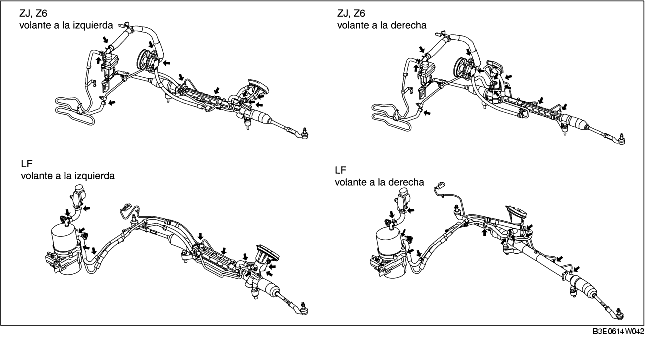 ZJ, Z6
volante a la izquierda
ZJ, Z6
volante a la derecha
LF
volante a la izquierda
LF
volante a la derecha
B3E0614W042